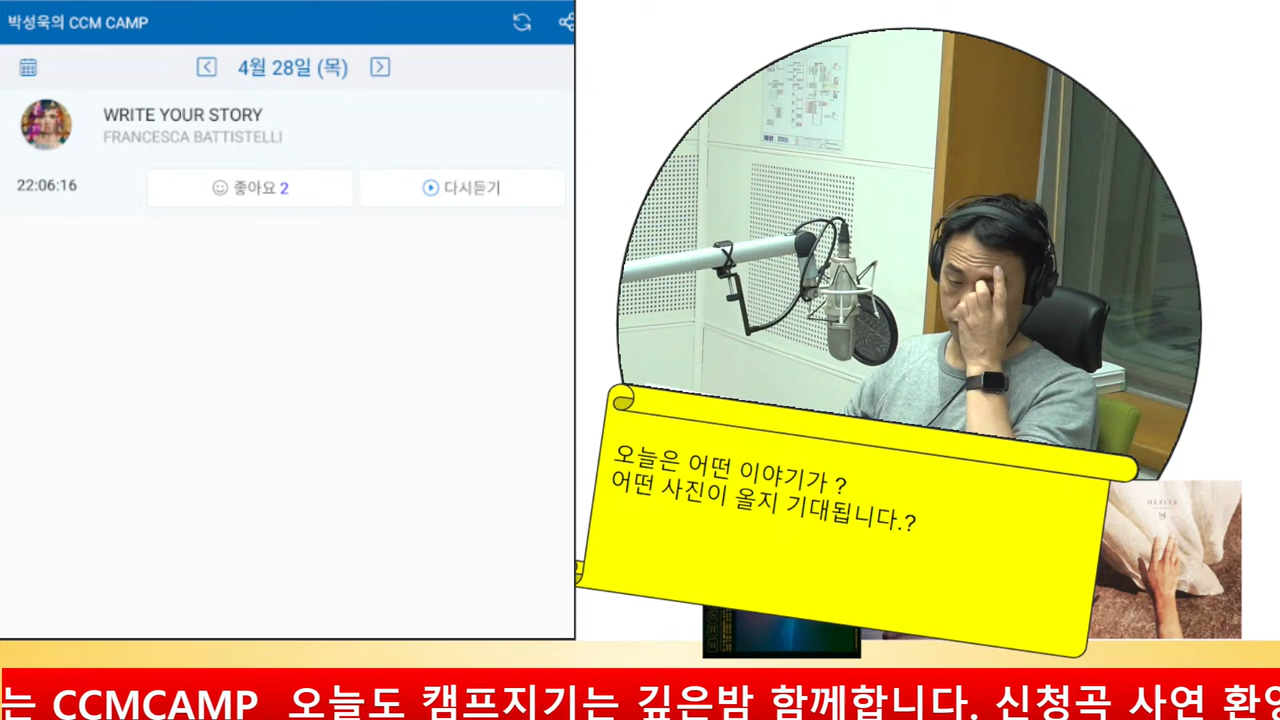 박성욱의 CCM CAMP
4월 28일 (목)
WRITE YOUR STORY
FRANCESCA BATTISTELLI
22:06:16
좋아요 2
다시듣기
오늘은 어떤 이야기가 ?
어떤 사진이 올지 기대됩니다.?
HEALER
는 CCMCAMP 오늘도 캠프지기는 깊은밤 함께합니다. 신청곡 사연 환영